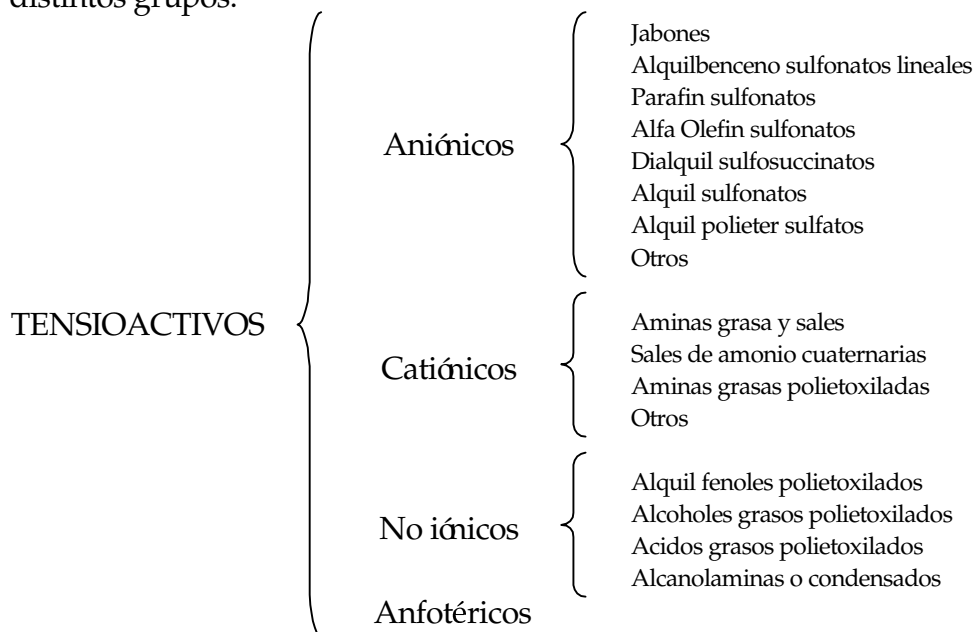 distintos grupos:
TENSIOACTIVOS
Aniónicos
Jabones
Alquilbenceno sulfonatos lineales
Parafin sulfonatos
Alfa Olefin sulfonatos
Dialquil sulfosuccinatos
Alquil sulfonatos
Alquil polieter sulfatos
Otros
Catiónicos
Aminas grasa y sales
Sales de amonio cuaternarias
Aminas grasas polietoxiladas
Otros
No iónicos
Alquil fenoles polietoxilados
Alcoholes grasos polietoxilados
Acidos grasos polietoxilados
Alcanolaminas o condensados
Anfotéricos